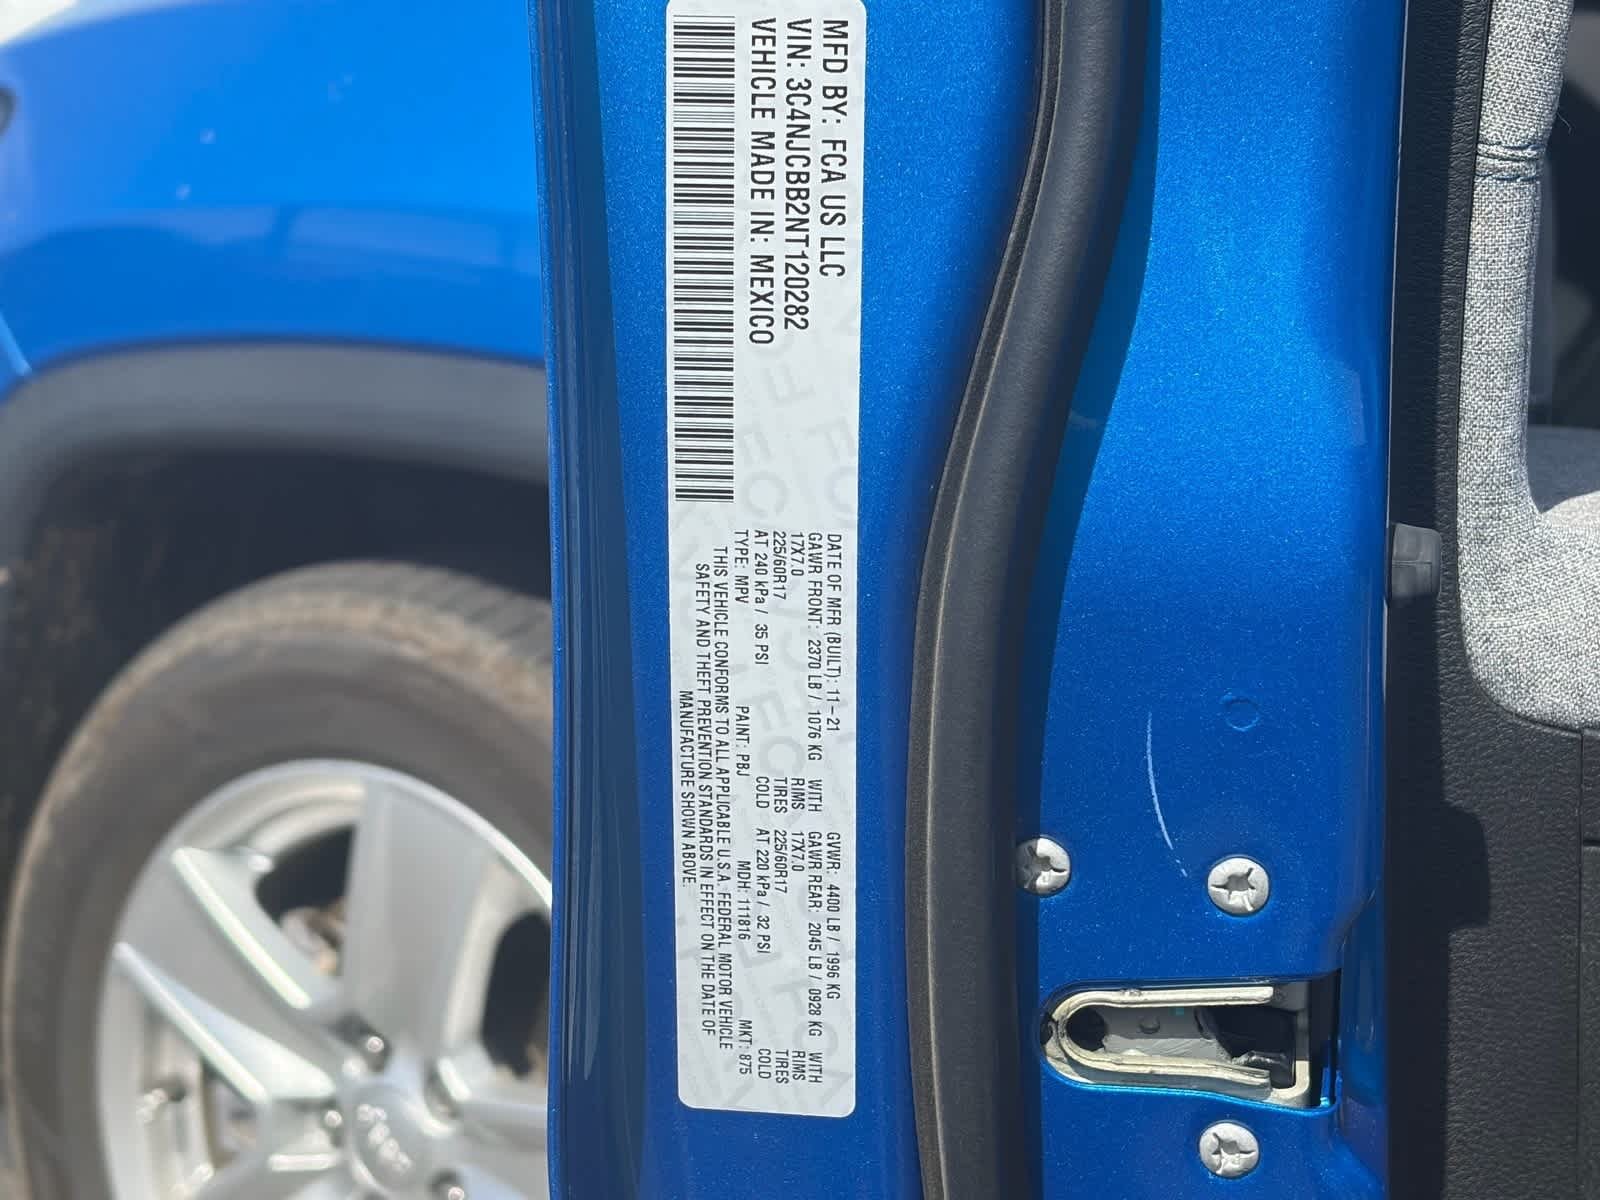 MFD BY: FCA US LLC
VIN: 3C4NJCBB2NT120282
VEHICLE MADE IN: MEXICO
DATE OF MFR (BUILT): 11-21 GVWR: 4400 LB / 1996 KG
GAWR FRONT: 2370 LB / 1076 KG WITH GAWR REAR: 2045 LB / 0928 KG WITH
17X7.0 RIMS 17X7.0 RIMS
225/60R17 TIRES 225/60R17 TIRES
AT 240 kPa / 35 PSI COLD AT 220 kPa / 32 PSI COLD
TYPE: MPV PAINT: PBJ MDH: 111816 MKT: 875
THIS VEHICLE CONFORMS TO ALL APPLICABLE U.S.A. FEDERAL MOTOR VEHICLE
SAFETY AND THEFT PREVENTION STANDARDS IN EFFECT ON THE DATE OF
MANUFACTURE SHOWN ABOVE.
Jeep